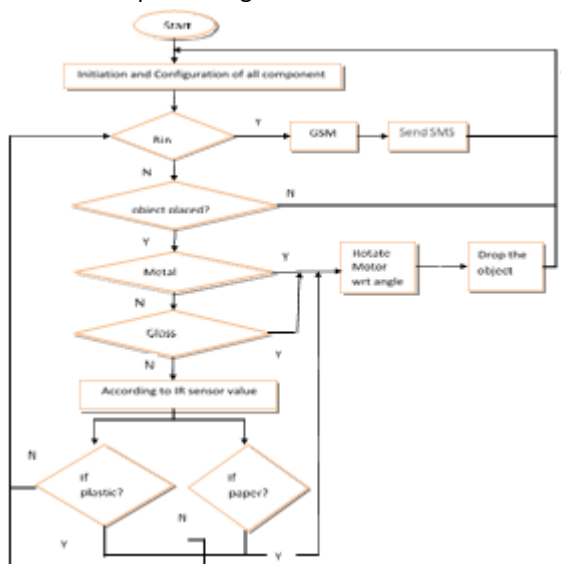 Start
Initiation and Configuration of all component
Bin
Y
GSM
Send SMS
N
object placed?
N
Y
Metal
Y
Rotate
Motor
wrt angle
Drop the
object
N
Glass
Y
N
According to IR sensor value
N
If
plastic?
If
paper?
N
Y
Y